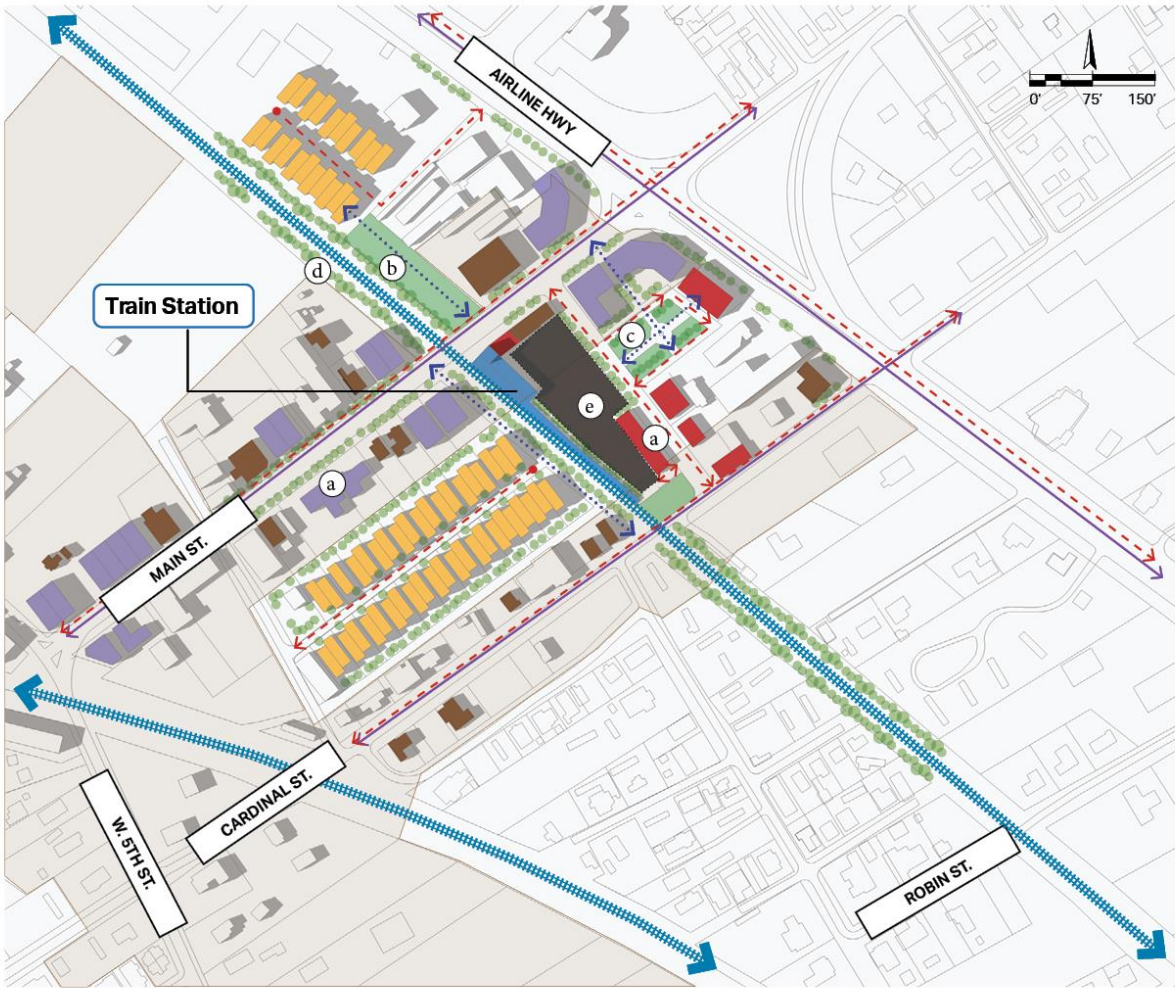 AIRLINE HWY
0' 75' 150'
d
b
Train Station
c
e
a
a
MAIN ST.
W. 5TH ST.
CARDINAL ST.
ROBIN ST.